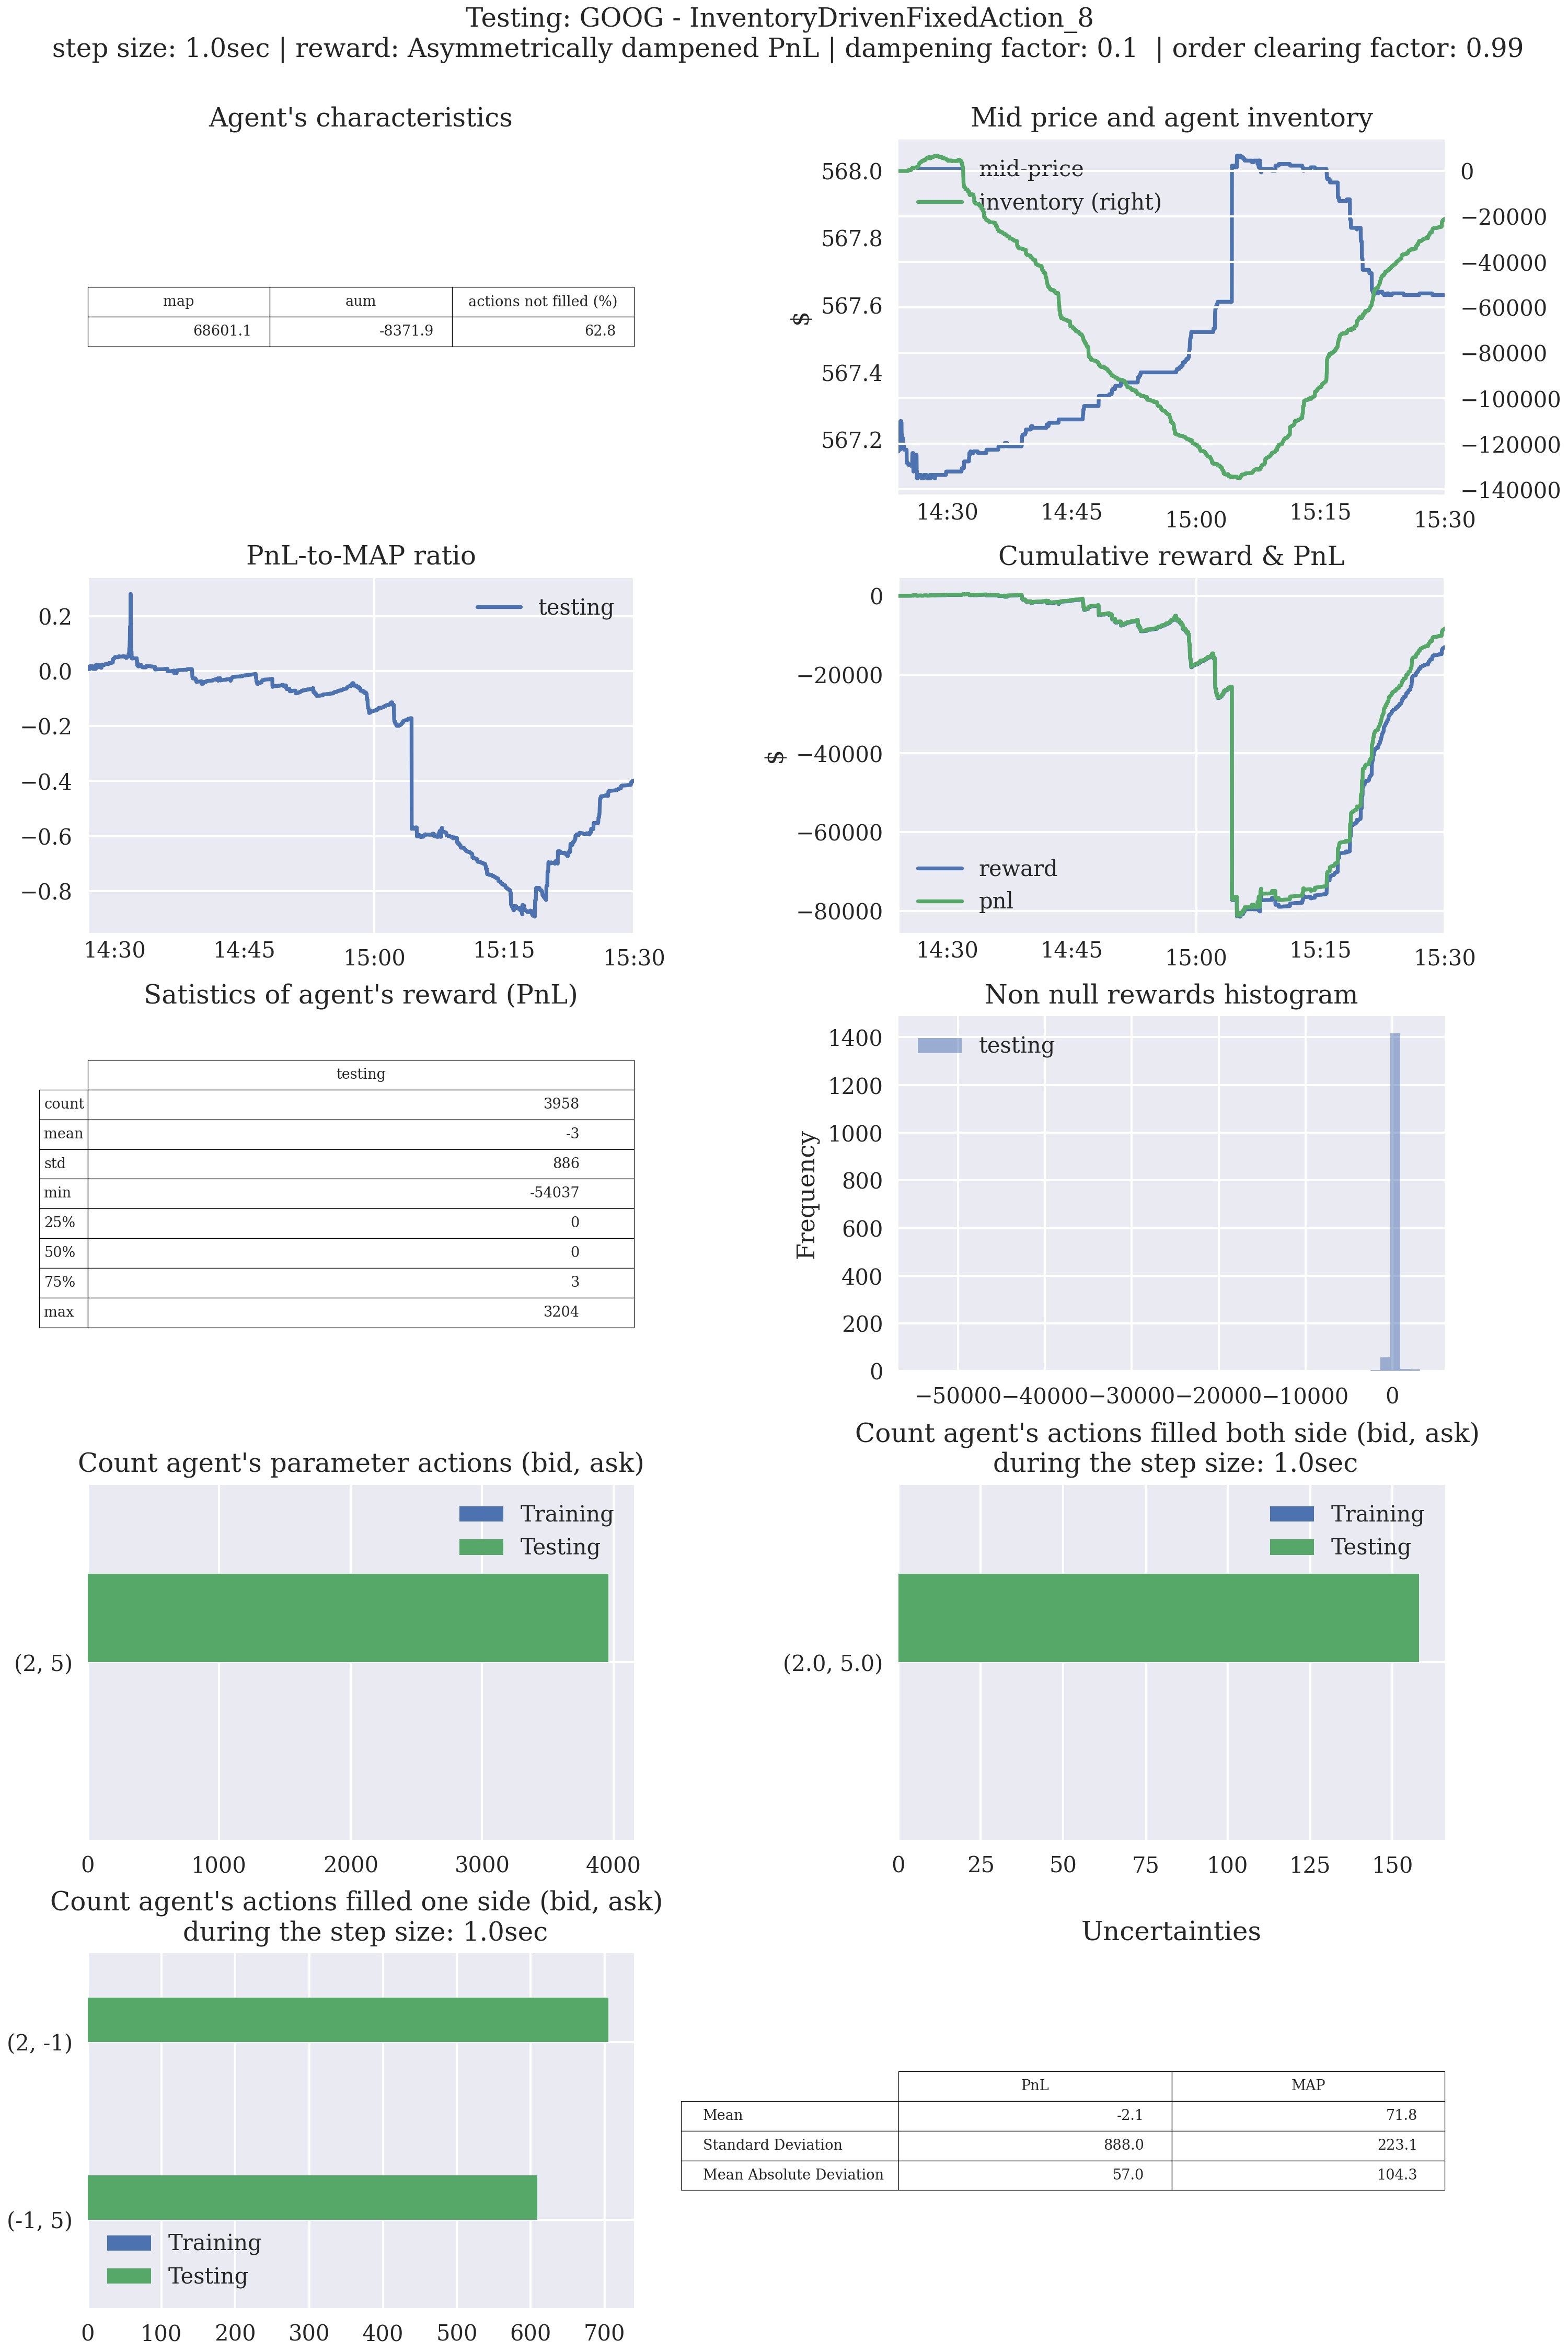 Testing: GOOG - InventoryDrivenFixedAction_8
step size: 1.0sec | reward: Asymmetrically dampened PnL | dampening factor: 0.1 | order clearing factor: 0.99
Agent's characteristics
map aum actions not filled (%)
68601.1 -8371.9 62.8
Mid price and agent inventory
mid-price
inventory (right)
$
568.0
567.8
567.6
567.4
567.2
0
−20000
−40000
−60000
−80000
−100000
−120000
−140000
14:30 14:45 15:00 15:15 15:30
PnL-to-MAP ratio
testing
0.2
0.0
−0.2
−0.4
−0.6
−0.8
14:30 14:45 15:00 15:15 15:30
Cumulative reward & PnL
$
0
−20000
−40000
−60000
−80000
reward
pnl
14:30 14:45 15:00 15:15 15:30
Satistics of agent's reward (PnL)
testing
count 3958
mean -3
std 886
min -54037
25% 0
50% 0
75% 3
max 3204
Non null rewards histogram
testing
Frequency
1400
1200
1000
800
600
400
200
0
−50000 −40000 −30000 −20000 −10000 0
Count agent's parameter actions (bid, ask)
Training
Testing
(2, 5)
0 1000 2000 3000 4000
Count agent's actions filled both side (bid, ask)
during the step size: 1.0sec
Training
Testing
(2.0, 5.0)
0 25 50 75 100 125 150
Count agent's actions filled one side (bid, ask)
during the step size: 1.0sec
(2, -1)
(-1, 5)
Training
Testing
0 100 200 300 400 500 600 700
Uncertainties
PnL MAP
Mean -2.1 71.8
Standard Deviation 888.0 223.1
Mean Absolute Deviation 57.0 104.3